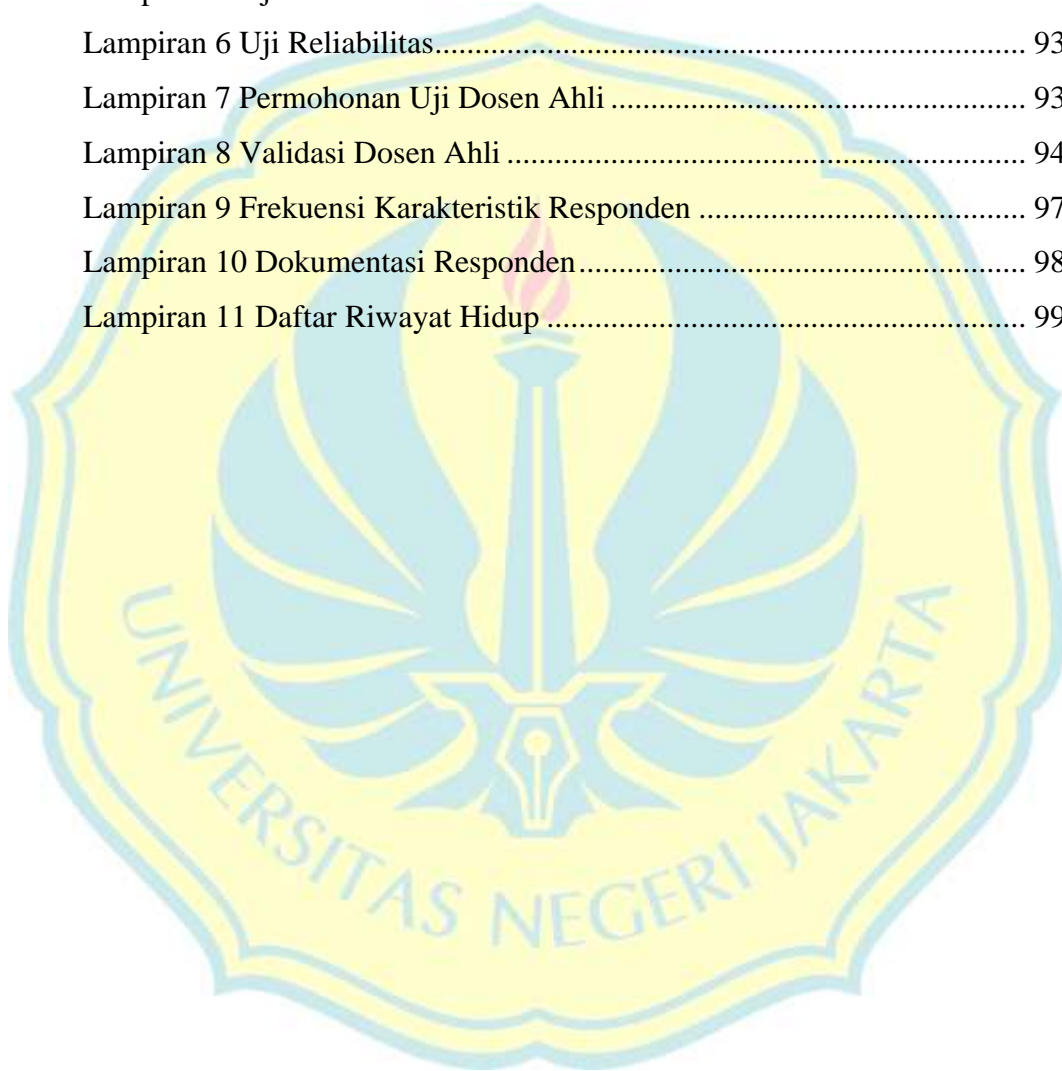 Lampiran 6 Uji Reliabilitas........................................................................ 93
Lampiran 7 Permohonan Uji Dosen Ahli................................................... 93
Lampiran 8 Validasi Dosen Ahli............................................................... 94
Lampiran 9 Frekuensi Karakteristik Responden........................................ 97
Lampiran 10 Dokumentasi Responden...................................................... 98
Lampiran 11 Daftar Riwayat Hidup.......................................................... 99
UNIVERSITAS NEGERI JAKARTA